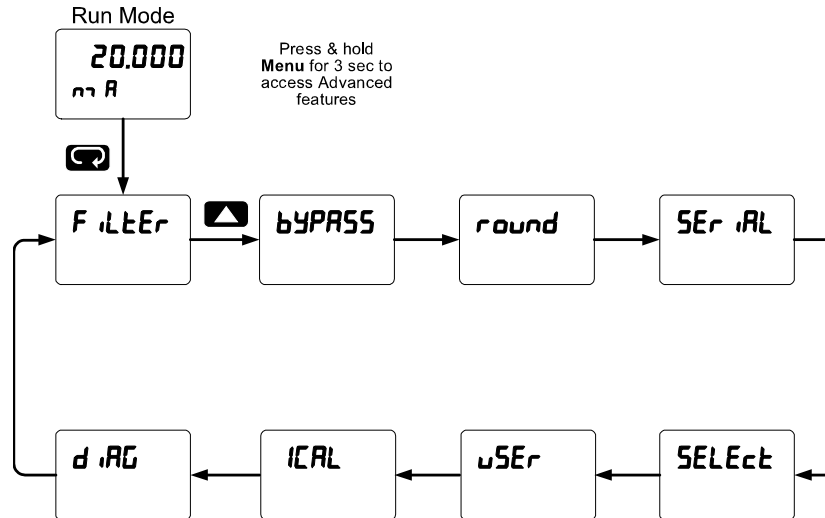 Run Mode
20.000
mA
Press & hold
Menu for 3 sec to
access Advanced
features
FiLtEr
bYPASS
round
SEriAL
diAG
ICAL
uSEr
SELEct